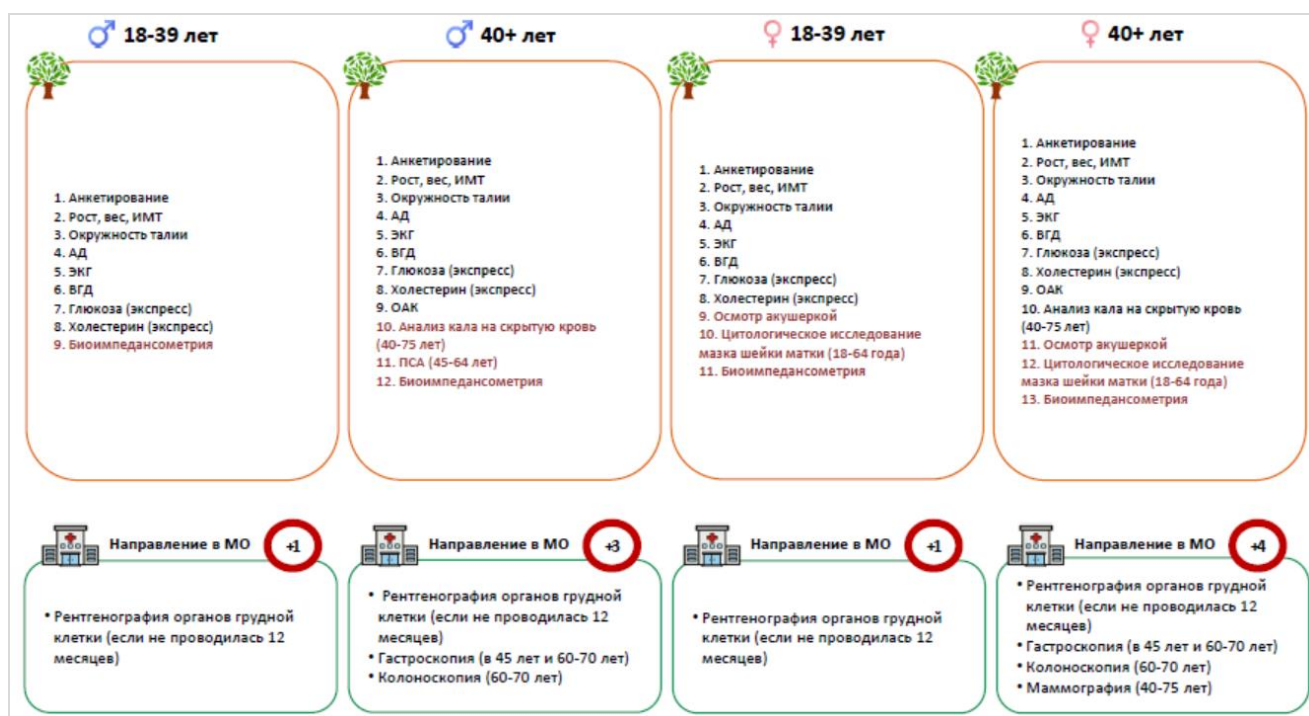 18-39 лет
1. Анкетирование
2. Рост, вес, ИМТ
3. Окружность талии
4. АД
5. ЭКГ
6. ВГД
7. Глюкоза (экспресс)
8. Холестерин (экспресс)
9. Биоимпедансометрия
40+ лет
1. Анкетирование
2. Рост, вес, ИМТ
3. Окружность талии
4. АД
5. ЭКГ
6. ВГД
7. Глюкоза (экспресс)
8. Холестерин (экспресс)
9. ОАК
10. Анализ кала на скрытую кровь
(40-75 лет)
11. ПСА (45-64 лет)
12. Биоимпедансометрия
18-39 лет
1. Анкетирование
2. Рост, вес, ИМТ
3. Окружность талии
4. АД
5. ЭКГ
6. ВГД
7. Глюкоза (экспресс)
8. Холестерин (экспресс)
9. Осмотр акушеркой
10. Цитологическое исследование
мазка шейки матки (18-64 года)
11. Биоимпедансометрия
40+ лет
1. Анкетирование
2. Рост, вес, ИМТ
3. Окружность талии
4. АД
5. ЭКГ
6. ВГД
7. Глюкоза (экспресс)
8. Холестерин (экспресс)
9. ОАК
10. Анализ кала на скрытую кровь
(40-75 лет)
11. Осмотр акушеркой
12. Цитологическое исследование
мазка шейки матки (18-64 года)
13. Биоимпедансометрия
Направление в МО +1
• Рентгенография органов грудной
клетки (если не проводилась 12
месяцев)
Направление в МО +3
• Рентгенография органов грудной
клетки (если не проводилась 12
месяцев)
• Гастроскопия (в 45 лет и 60-70 лет)
• Колоноскопия (60-70 лет)
Направление в МО +1
• Рентгенография органов грудной
клетки (если не проводилась 12
месяцев)
Направление в МО +4
• Рентгенография органов грудной
клетки (если не проводилась 12
месяцев)
• Гастроскопия (в 45 лет и 60-70 лет)
• Колоноскопия (60-70 лет)
• Маммография (40-75 лет)